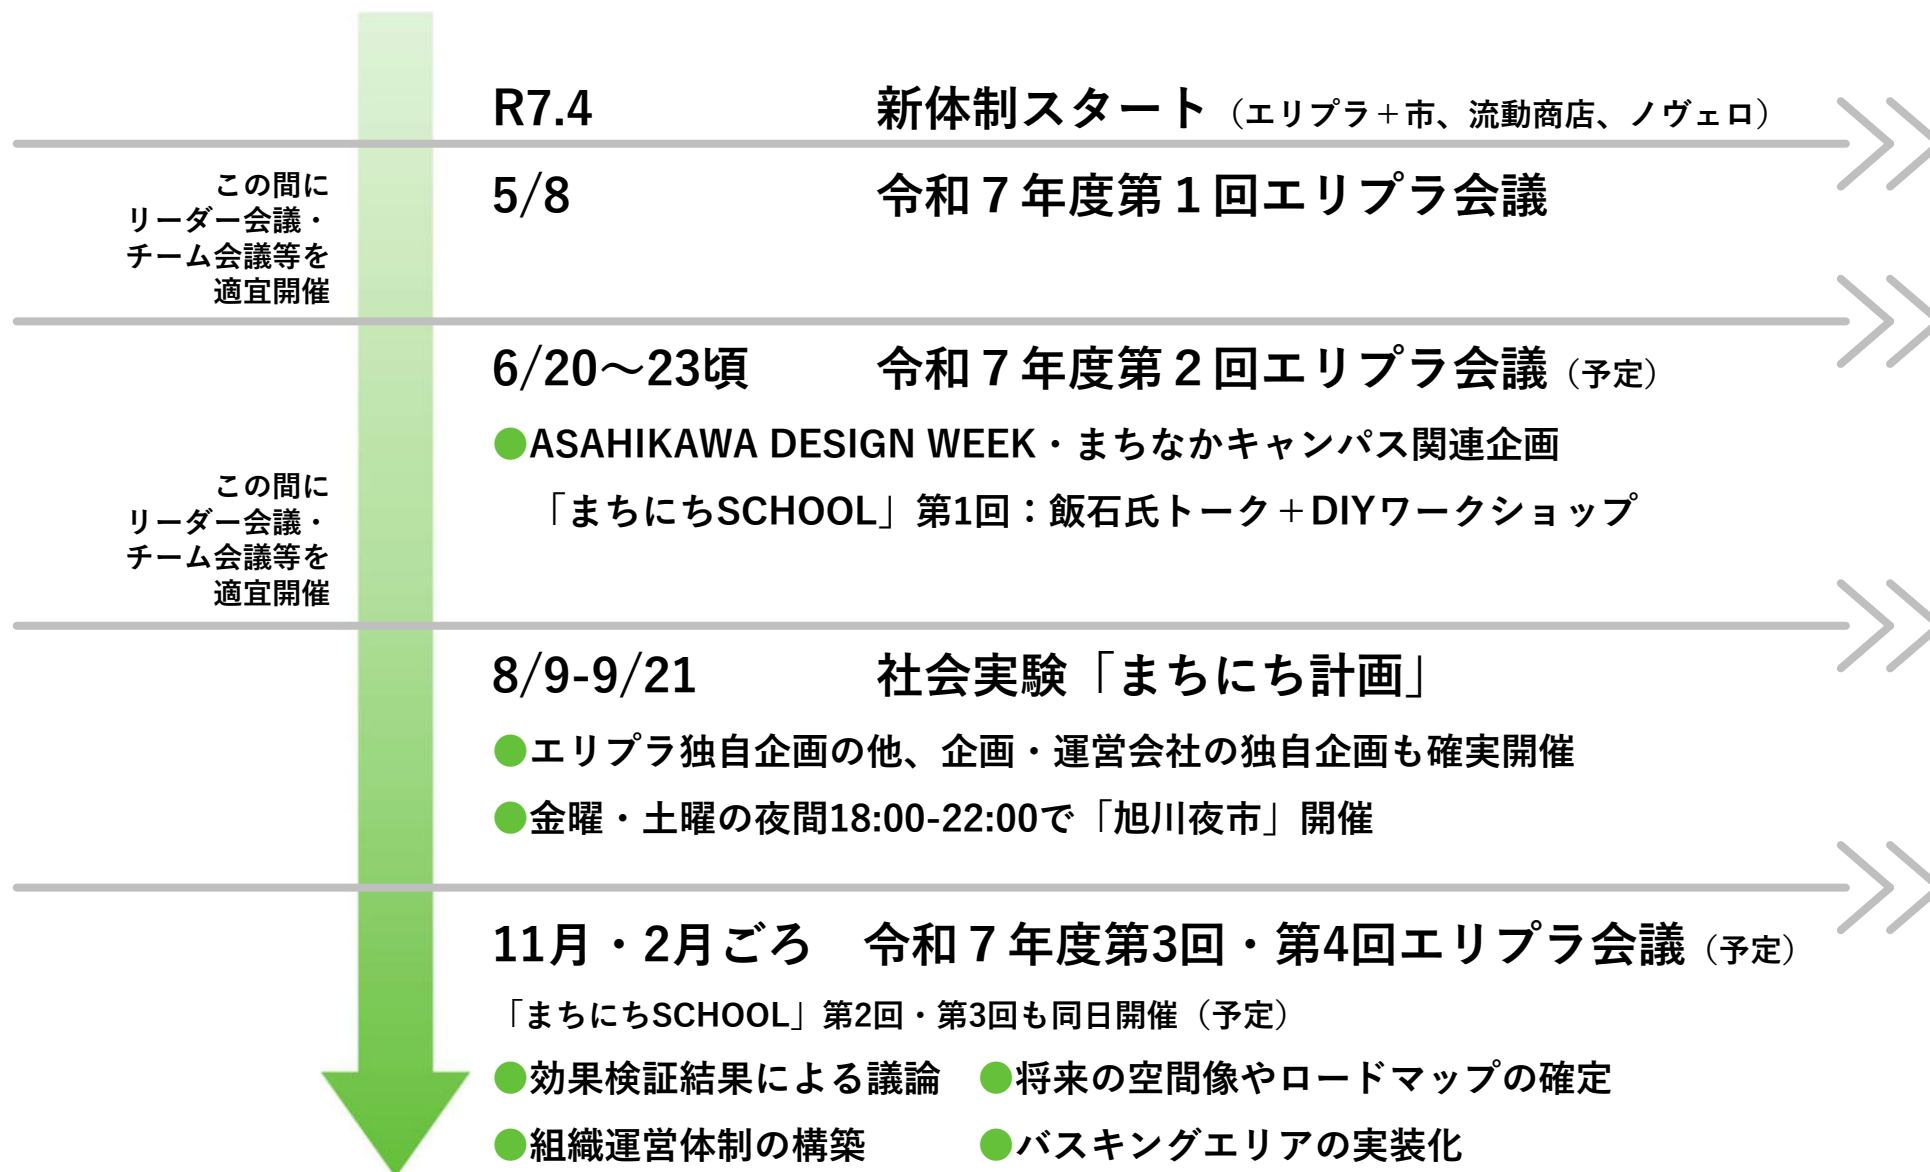 R7.4 新体制スタート（エリプラ＋市、流動商店、ノヴェロ）
この間に
リーダー会議・
チーム会議等を
適宜開催
5/8 令和７年度第１回エリプラ会議
6/20～23頃 令和７年度第２回エリプラ会議（予定）
●ASAHIKAWA DESIGN WEEK・まちなかキャンパス関連企画
「まちにちSCHOOL」第1回：飯石氏トーク＋DIYワークショップ
この間に
リーダー会議・
チーム会議等を
適宜開催
8/9-9/21 社会実験「まちにち計画」
●エリプラ独自企画の他、企画・運営会社の独自企画も確実開催
●金曜・土曜の夜間18:00-22:00で「旭川夜市」開催
11月・2月ごろ 令和７年度第3回・第4回エリプラ会議（予定）
「まちにちSCHOOL」第2回・第3回も同日開催（予定）
●効果検証結果による議論 ●将来の空間像やロードマップの確定
●組織運営体制の構築 ●バスキングエリアの実装化